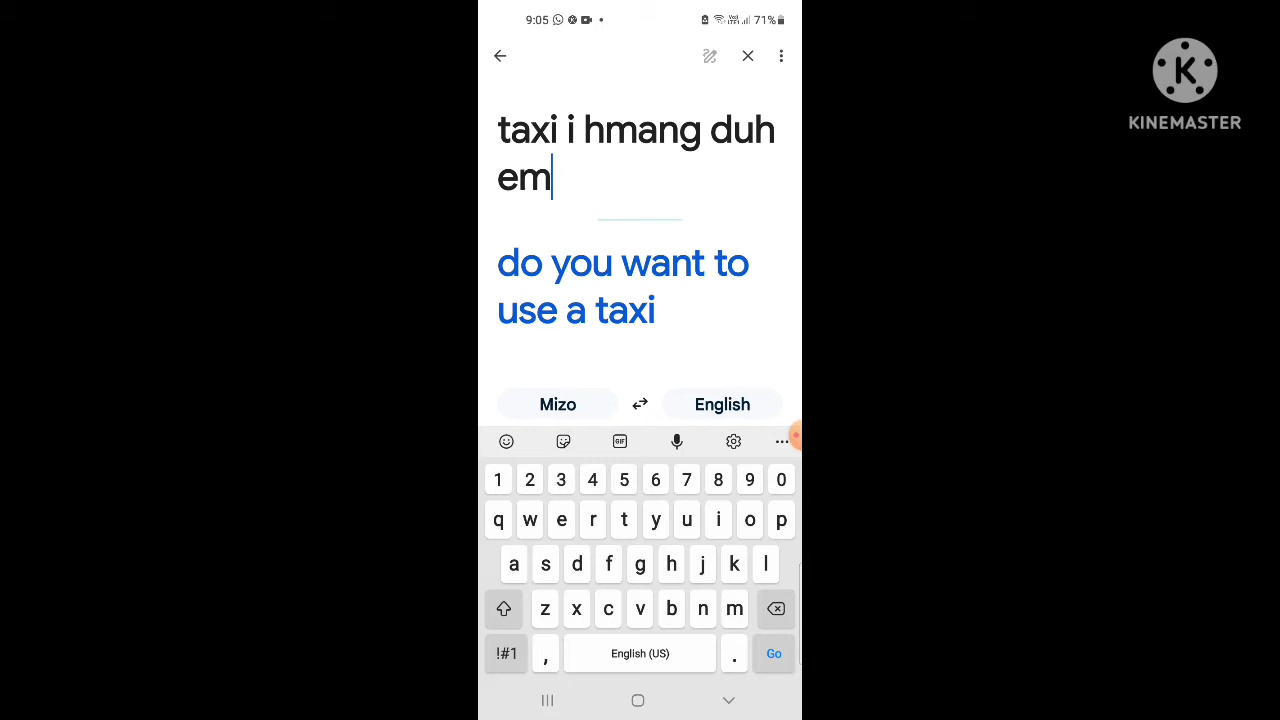 9:05 71%
KINEMASTER
taxi i hmang duh
em
do you want to
use a taxi
Mizo English
GIF
1 2 3 4 5 6 7 8 9 0
q w e r t y u i o p
a s d f g h j k l
z x c v b n m
!#1 , English (US) . Go